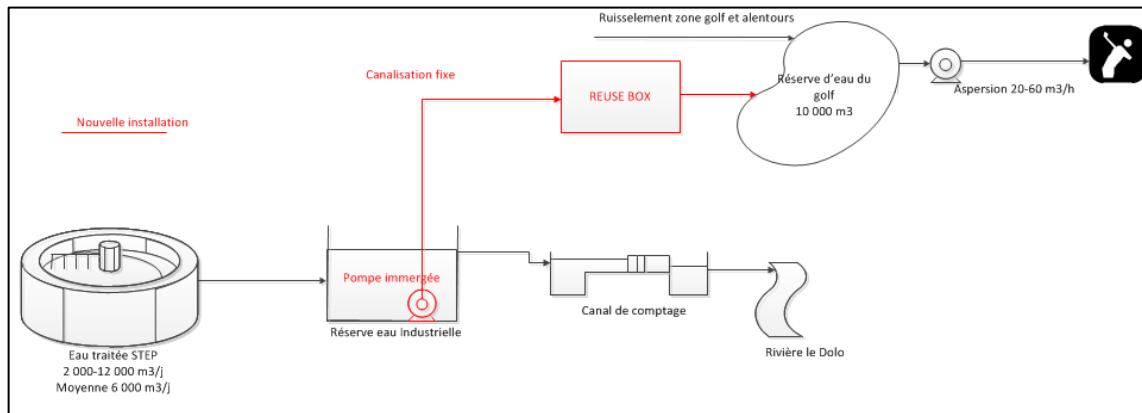 Ruisselement zone golf et alentours
Canalisation fixe
REUSE BOX
Réserve d'eau du
golf
10 000 m3
Aspersion 20-60 m3/h
Nouvelle installation
Pompe immergée
Réserve eau Industrielle
Canal de comptage
Rivière le Dolo
Eau traitée STEP
2 000-12 000 m3/j
Moyenne 6 000 m3/j